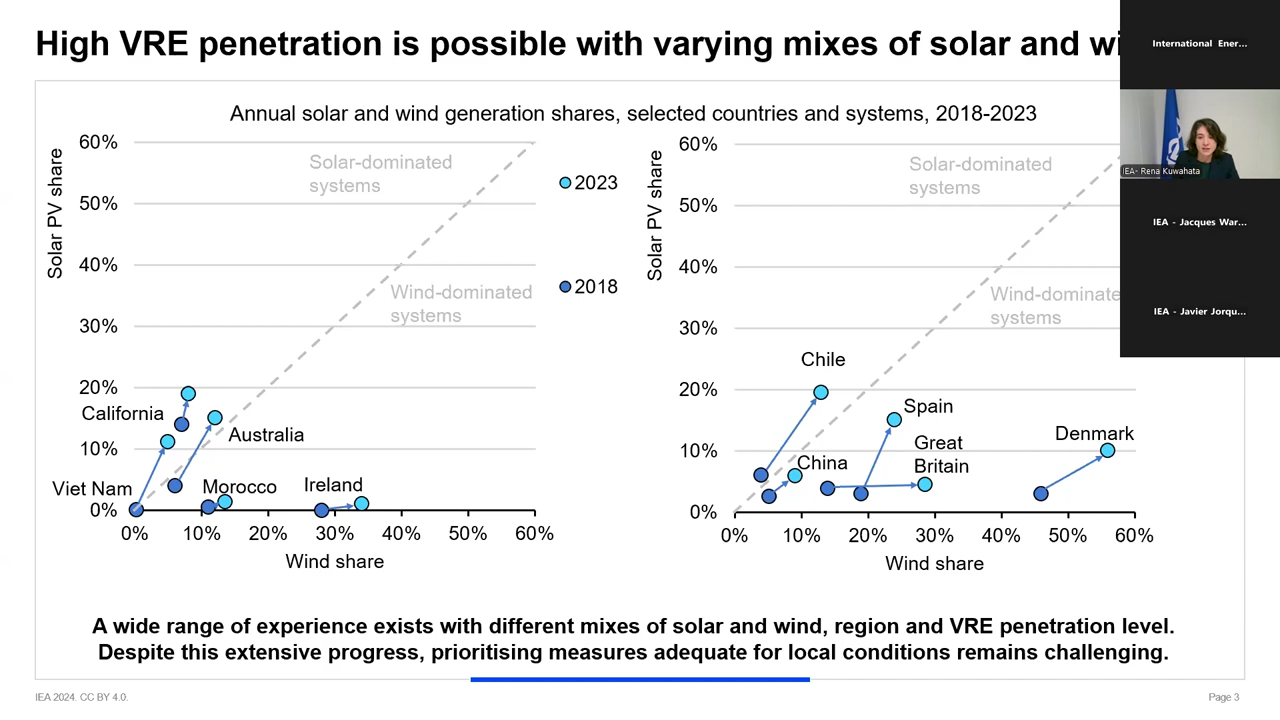 High VRE penetration is possible with varying mixes of solar and
Annual solar and wind generation shares, selected countries and systems, 2018-2023
Solar PV share
60%
50%
40%
30%
20%
10%
0%
Solar-dominated
systems
Wind-dominated
systems
2023
2018
California
Australia
Viet Nam
Morocco
Ireland
0%
10%
20%
30%
40%
50%
60%
Wind share
Solar PV share
60%
50%
40%
30%
20%
10%
0%
Solar-dominated
systems
Wind-dominate
systems
Chile
Spain
Great
Britain
China
Denmark
0%
10%
20%
30%
40%
50%
60%
Wind share
A wide range of experience exists with different mixes of solar and wind, region and VRE penetration level.
Despite this extensive progress, prioritising measures adequate for local conditions remains challenging.
IEA 2024. CC BY 4.0.
Page 3
International Ener...
IEA- Rena Kuwahata
IEA - Jacques War...
IEA - Javier Jorqu...